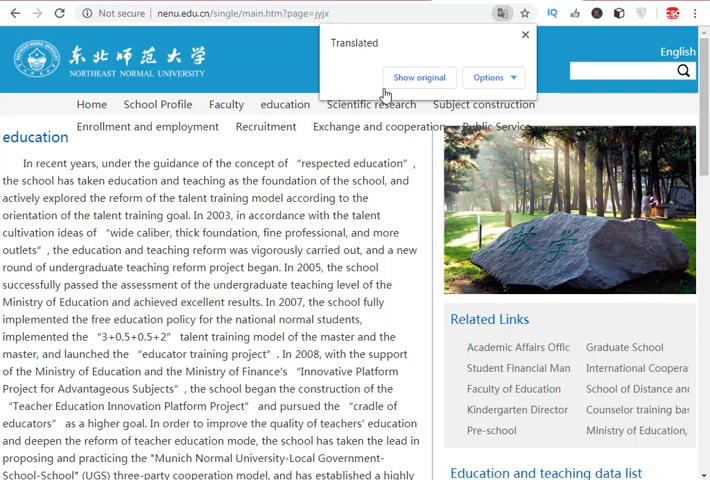 Not secure | nenu.edu.cn/single/main.htm?page=jyjx
IQ
CSG
东北师范大学
NORTHEAST NORMAL UNIVERSITY
Translated
Show original
Options
English
Home School Profile Faculty education Scientific research Subject construction
Enrollment and employment Recruitment Exchange and cooperation Public Service
education
In recent years, under the guidance of the concept of “respected education”,
the school has taken education and teaching as the foundation of the school, and
actively explored the reform of the talent training model according to the
orientation of the talent training goal. In 2003, in accordance with the talent
cultivation ideas of “wide caliber, thick foundation, fine professional, and more
outlets”, the education and teaching reform was vigorously carried out, and a new
round of undergraduate teaching reform project began. In 2005, the school
successfully passed the assessment of the undergraduate teaching level of the
Ministry of Education and achieved excellent results. In 2007, the school fully
implemented the free education policy for the national normal students,
implemented the “3+0.5+0.5+2” talent training model of the master and the
master, and launched the “educator training project”. In 2008, with the support
of the Ministry of Education and the Ministry of Finance's “Innovative Platform
Project for Advantageous Subjects”, the school began the construction of the
“Teacher Education Innovation Platform Project” and pursued the “cradle of
educators” as a higher goal. In order to improve the quality of teachers' education
and deepen the reform of teacher education mode, the school has taken the lead in
proposing and practicing the "Munich Normal University-Local Government-
School-School" (UGS) three-party cooperation model, and has established a highly
Related Links
Academic Affairs Offic Graduate School
Student Financial Man International Coopera
Faculty of Education School of Distance and
Kindergarten Director Counselor training bas
Pre-school Ministry of Education,
Education and teaching data list